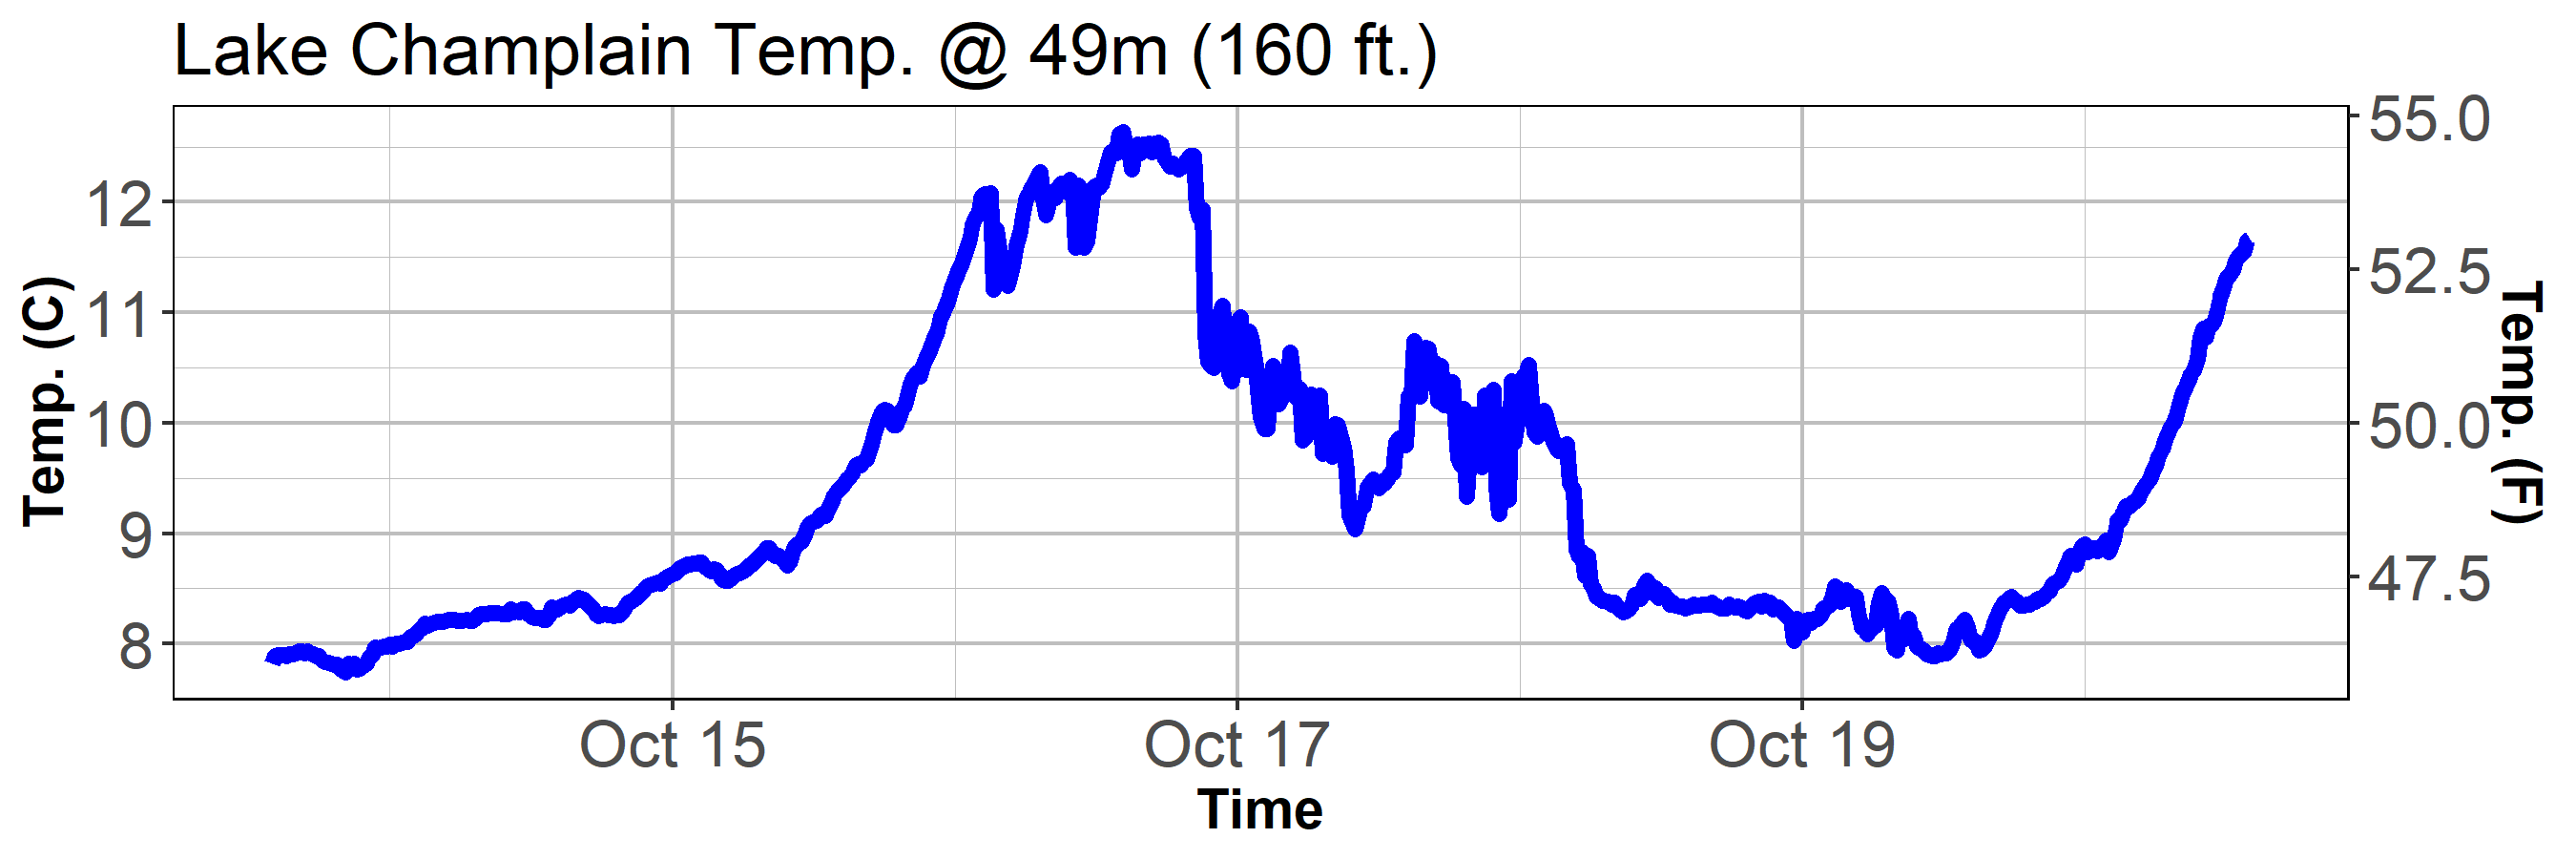 Lake Champlain Temp. @ 49m (160 ft.)
Temp. (C)
12
11
10
9
8
55.0
52.5
50.0
47.5
Temp. (F)
Oct 15
Oct 17
Oct 19
Time